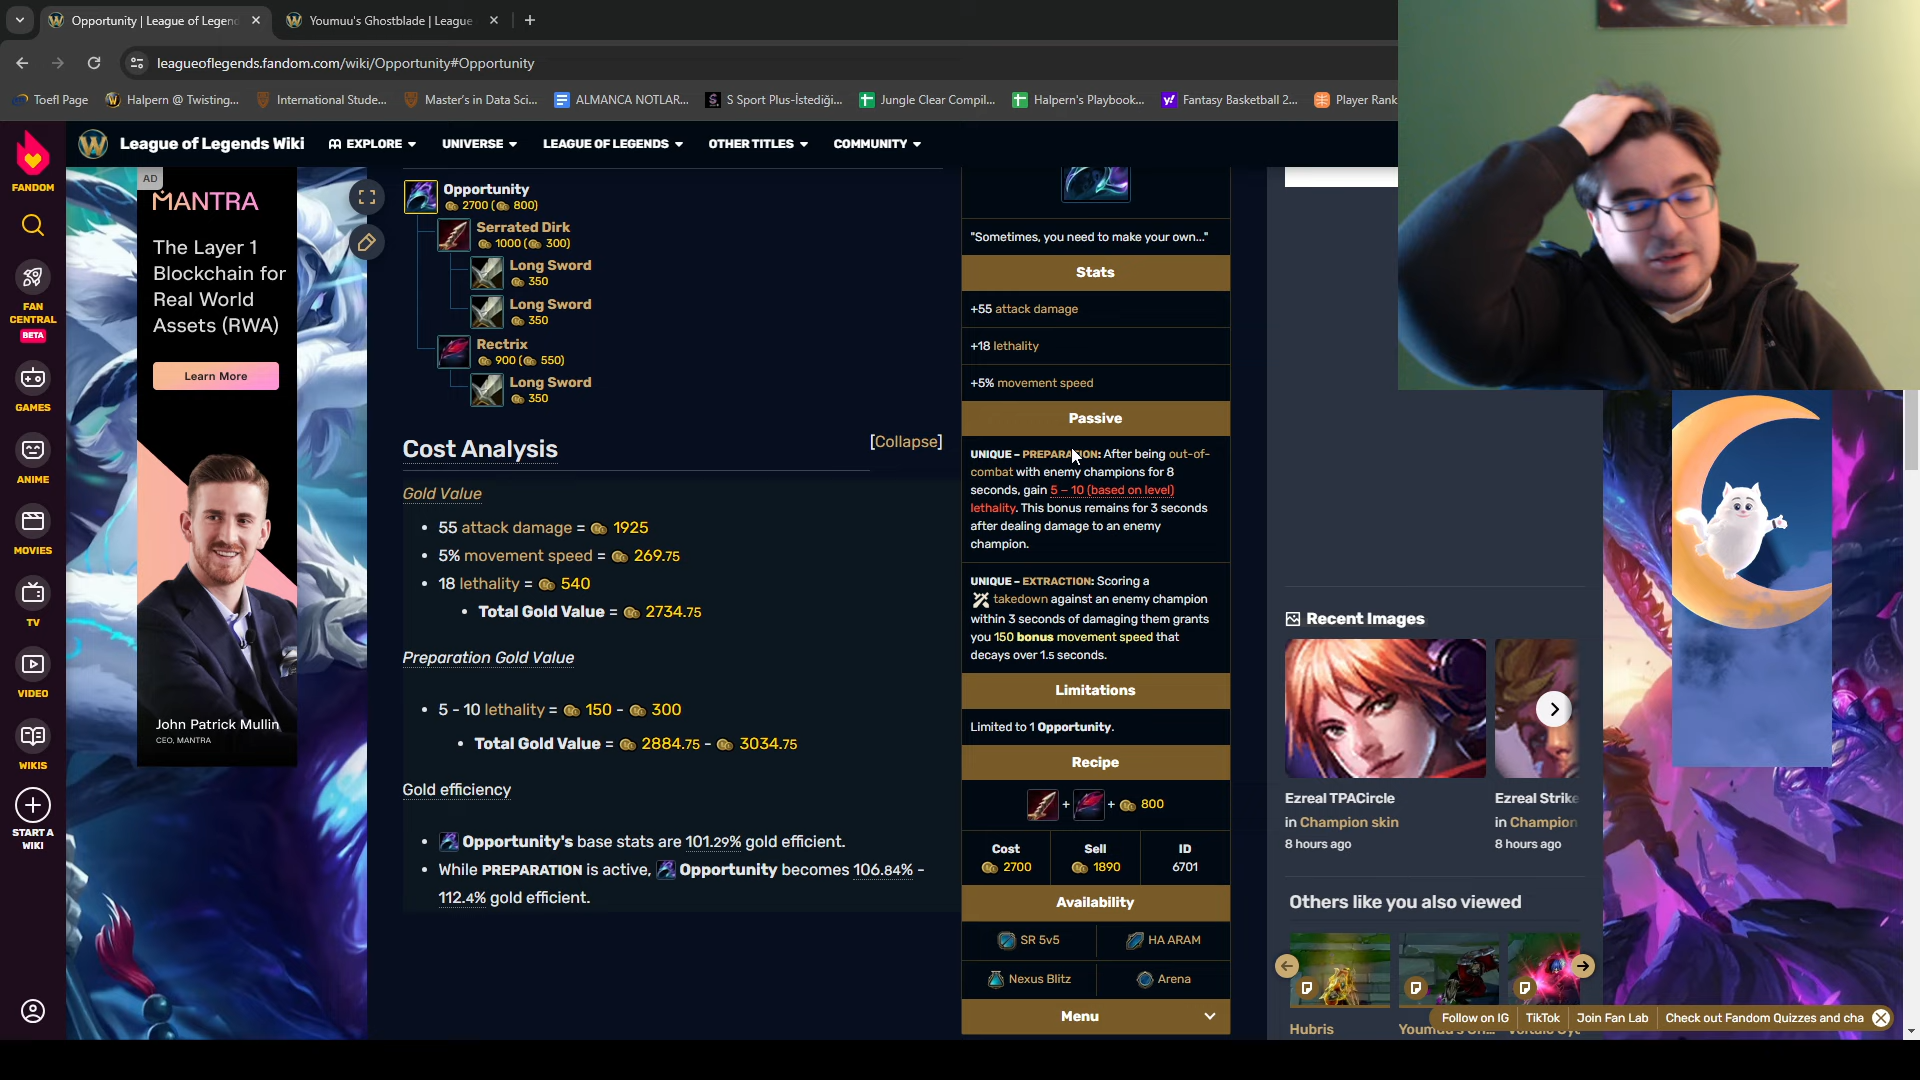 Opportunity | League of Legend
Youmuu's Ghostblade | League
leagueoflegends.fandom.com/wiki/Opportunity#Opportunity
Toefl Page
Halpern @ Twisting...
International Stude...
Master's in Data Sci...
ALMANCA NOTLAR...
S Sport Plus-İstediği...
Jungle Clear Compil...
Halpern's Playbook...
Fantasy Basketball 2...
Player Rank
League of Legends Wiki
EXPLORE
UNIVERSE
LEAGUE OF LEGENDS
OTHER TITLES
COMMUNITY
FANDOM
FAN
CENTRAL
BETA
GAMES
ANIME
MOVIES
TV
VIDEO
WIKIS
START A
WIKI
AD
MANTRA
The Layer 1
Blockchain for
Real World
Assets (RWA)
Learn More
John Patrick Mullin
CEO, MANTRA
Opportunity
2700 ( 800)
Serrated Dirk
1000 ( 300)
Long Sword
350
Long Sword
350
Rectrix
900 ( 550)
Long Sword
350
Cost Analysis
[Collapse]
Gold Value
• 55 attack damage = 1925
• 5% movement speed = 269.75
• 18 lethality = 540
• Total Gold Value = 2734.75
Preparation Gold Value
• 5 - 10 lethality = 150 - 300
• Total Gold Value = 2884.75 - 3034.75
Gold efficiency
• Opportunity's base stats are 101.29% gold efficient.
• While PREPARATION is active, Opportunity becomes 106.84% -
112.4% gold efficient.
"Sometimes, you need to make your own..."
Stats
+55 attack damage
+18 lethality
+5% movement speed
Passive
UNIQUE – PREPARATION: After being out-of-
combat with enemy champions for 8
seconds, gain 5 – 10 (based on level)
lethality. This bonus remains for 3 seconds
after dealing damage to an enemy
champion.
UNIQUE – EXTRACTION: Scoring a
takedown against an enemy champion
within 3 seconds of damaging them grants
you 150 bonus movement speed that
decays over 1.5 seconds.
Limitations
Limited to 1 Opportunity.
Recipe
+ + 800
Cost
2700
Sell
1890
ID
6701
Availability
SR 5v5
HA ARAM
Nexus Blitz
Arena
Menu
Recent Images
Ezreal TPACircle
in Champion skin
8 hours ago
Ezreal Strike
in Champion
8 hours ago
Others like you also viewed
Hubris
Follow on IG
TikTok
Join Fan Lab
Check out Fandom Quizzes and cha